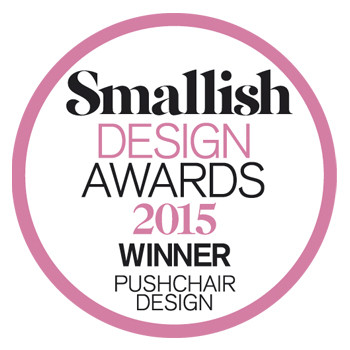 Smallish
DESIGN
AWARDS
2015
WINNER
PUSHCHAIR
DESIGN